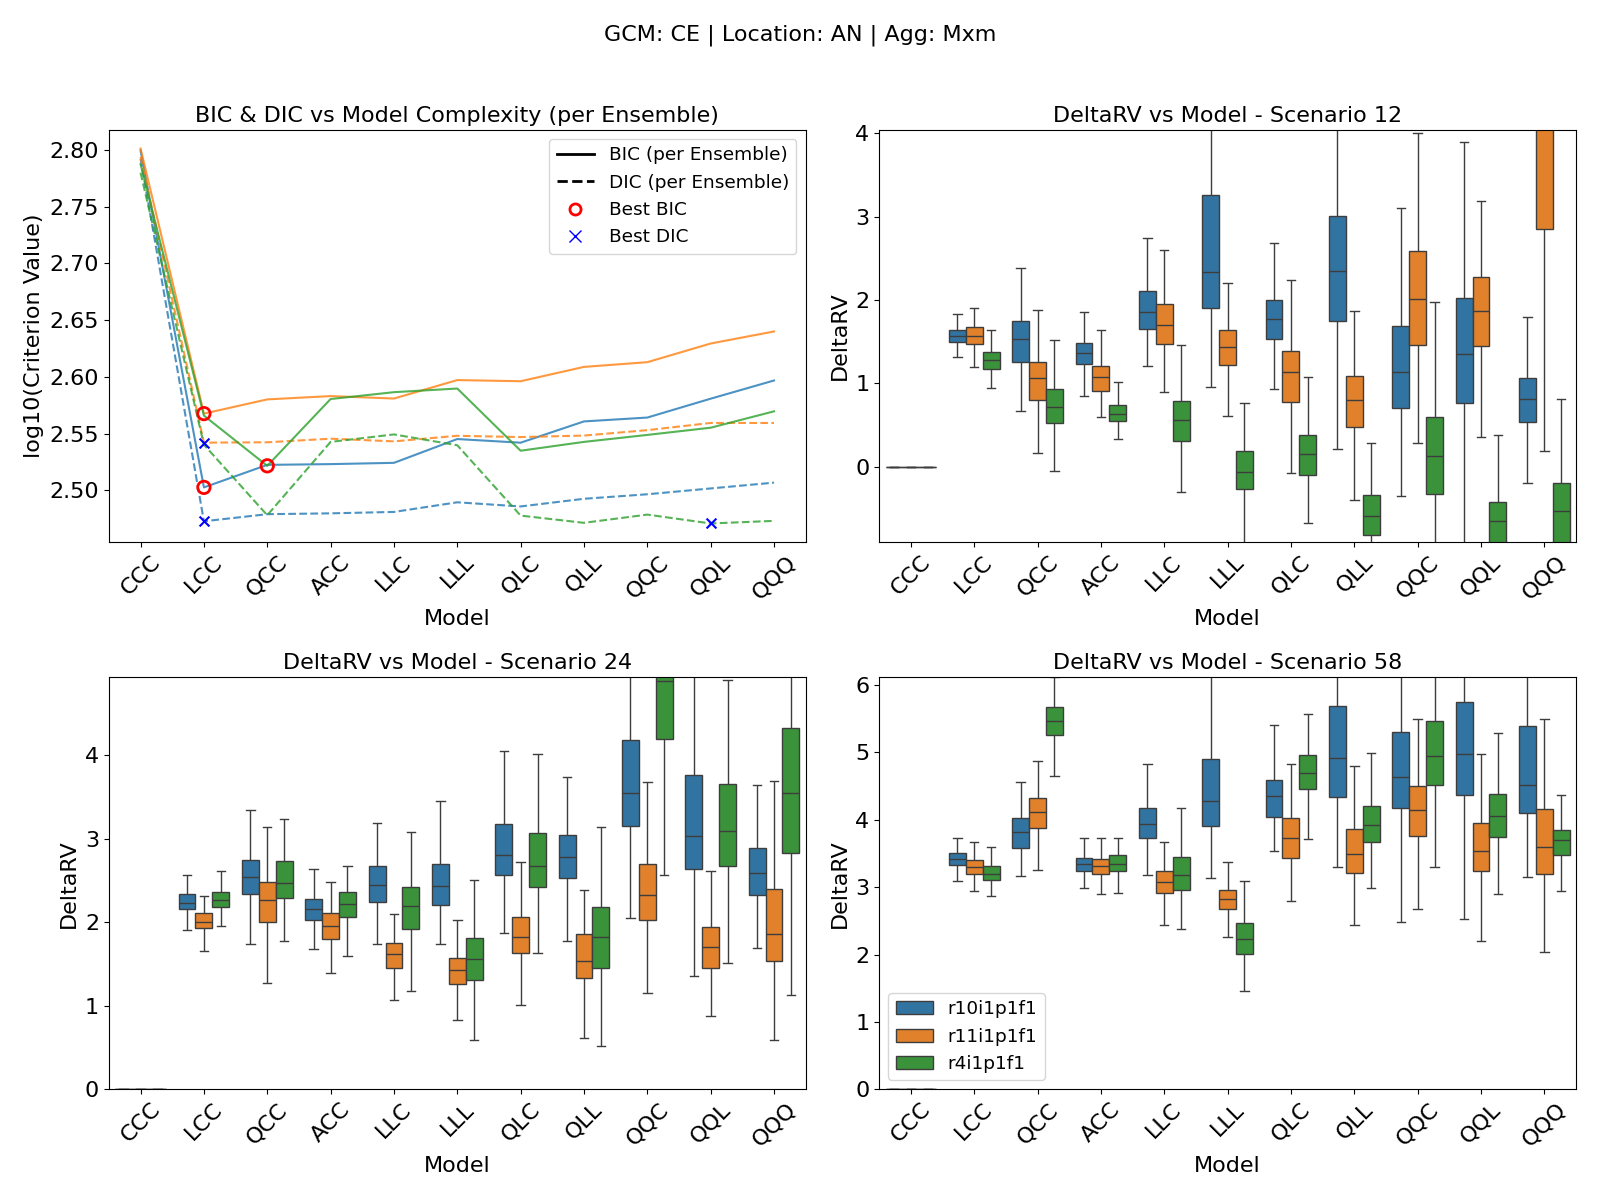 GCM: CE | Location: AN | Agg: Mxm
BIC & DIC vs Model Complexity (per Ensemble)
log10(Criterion Value)
2.80
2.75
2.70
2.65
2.60
2.55
2.50
BIC (per Ensemble)
DIC (per Ensemble)
Best BIC
Best DIC
CCC LCC QCC ACC LLC LLL QLC QLL QQC QQL QQQ
Model
DeltaRV vs Model - Scenario 12
DeltaRV
4
3
2
1
0
CCC LCC QCC ACC LLC LLL QLC QLL QQC QQL QQQ
Model
DeltaRV vs Model - Scenario 24
DeltaRV
4
3
2
1
0
CCC LCC QCC ACC LLC LLL QLC QLL QQC QQL QQQ
Model
DeltaRV vs Model - Scenario 58
DeltaRV
6
5
4
3
2
1
0
r10i1p1f1
r11i1p1f1
r4i1p1f1
CCC LCC QCC ACC LLC LLL QLC QLL QQC QQL QQQ
Model